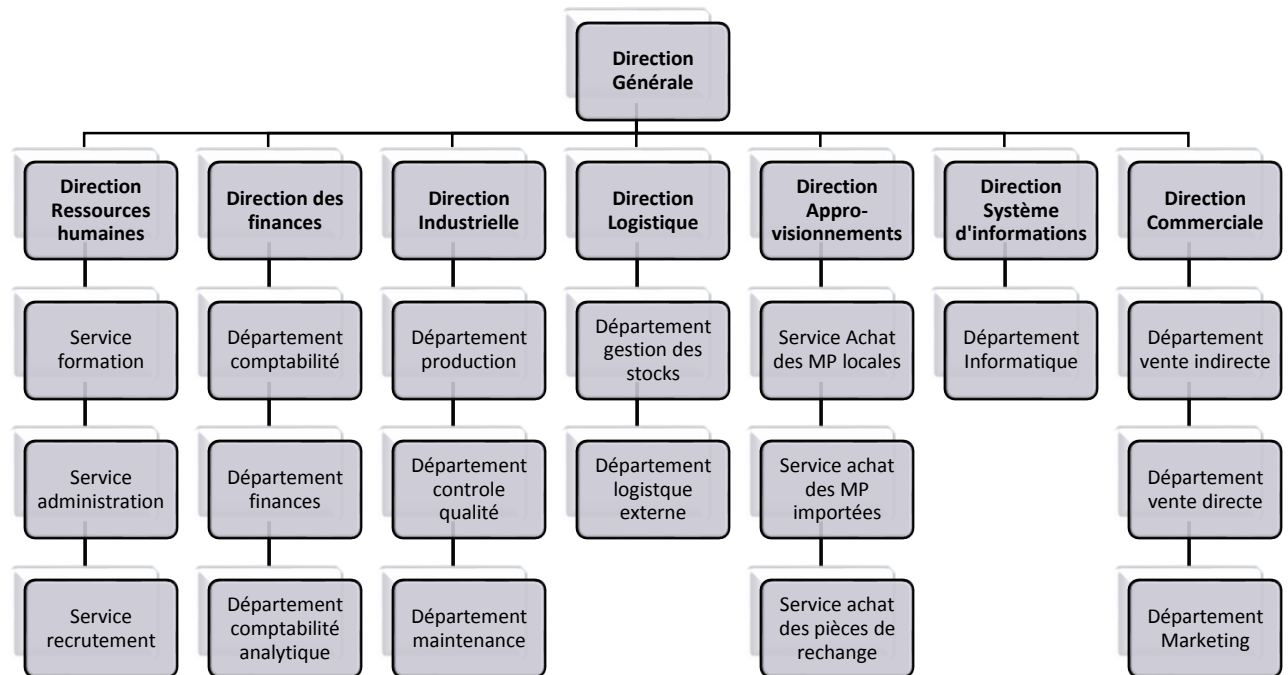 Direction
Générale
Direction
Ressources
humaines
Direction des
finances
Direction
Industrielle
Direction
Logistique
Direction
Appro-
visionnements
Direction
Système
d'informations
Direction
Commerciale
Service
formation
Département
comptabilité
Département
production
Département
gestion des
stocks
Service Achat
des MP locales
Département
Informatique
Département
vente indirecte
Service
administration
Département
finances
Département
controle
qualité
Département
logistque
externe
Service achat
des MP
importées
Département
vente directe
Service
recrutement
Département
comptabilité
analytique
Département
maintenance
Service achat
des pièces de
rechange
Département
Marketing